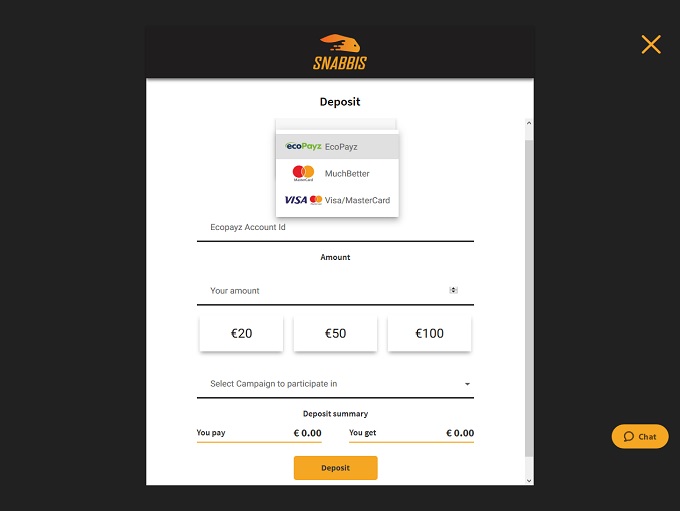 SNABBIS
Deposit
ecoPayz EcoPayz
MasterCard MuchBetter
VISA Visa/MasterCard
Ecopayz Account Id
Amount
Your amount
€20 €50 €100
Select Campaign to participate in
Deposit summary
You pay € 0.00 You get € 0.00
Chat
Deposit